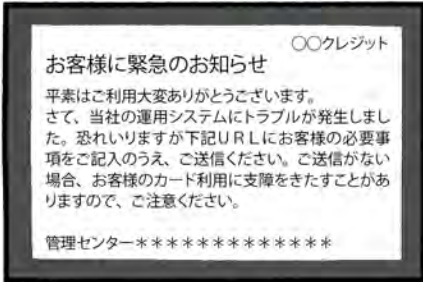 ○○クレジット
お客様に緊急のお知らせ
平素はご利用大変ありがとうございます。
さて、当社の運用システムにトラブルが発生しまし
た。恐れいりますが下記ＵＲＬにお客様の必要事
項をご記入のうえ、ご送信ください。ご送信がない
場合、お客様のカード利用に支障をきたすことがあ
りますので、ご注意ください。
管理センター＊＊＊＊＊＊＊＊＊＊＊＊＊